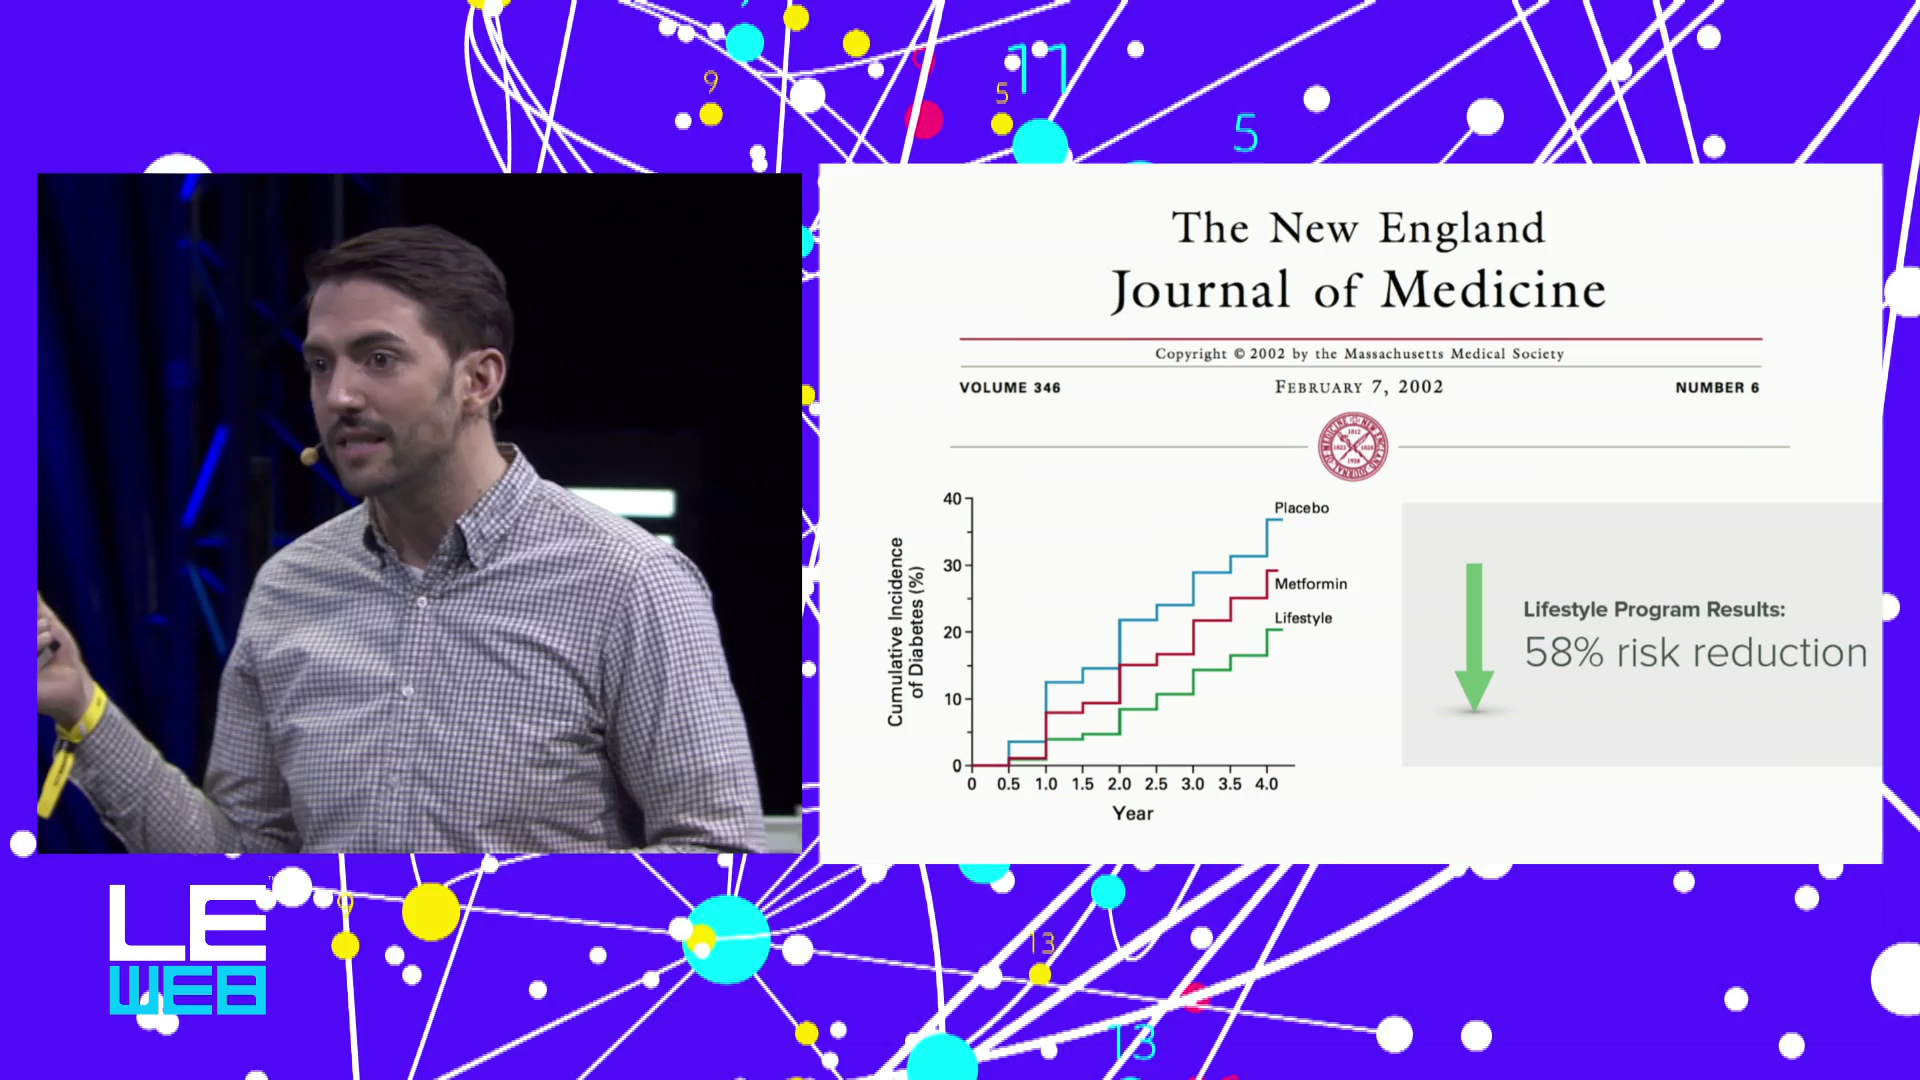 9
11
5
5
The New England
Journal of Medicine
Copyright © 2002 by the Massachusetts Medical Society
VOLUME 346
FEBRUARY 7, 2002
NUMBER 6
40
30
20
10
0
Cumulative Incidence
of Diabetes (%)
Placebo
Metformin
Lifestyle
0 0.5 1.0 1.5 2.0 2.5 3.0 3.5 4.0
Year
Lifestyle Program Results:
58% risk reduction
LE
WEB
9
13
13